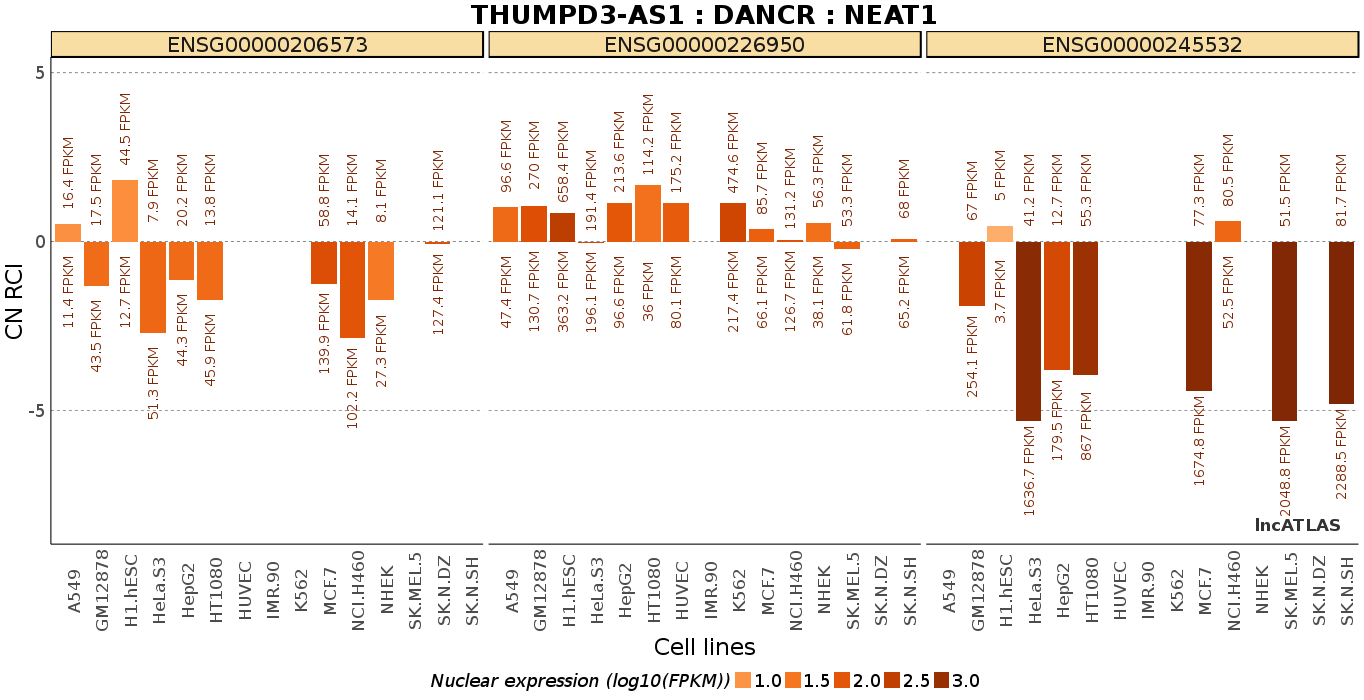 THUMPD3-AS1 : DANCR : NEAT1
ENSG00000206573
ENSG00000226950
ENSG00000245532
CN RCI
5
0
-5
16.4 FPKM
17.5 FPKM
44.5 FPKM
7.9 FPKM
20.2 FPKM
13.8 FPKM
58.8 FPKM
14.1 FPKM
8.1 FPKM
121.1 FPKM
11.4 FPKM
43.5 FPKM
12.7 FPKM
51.3 FPKM
44.3 FPKM
45.9 FPKM
139.9 FPKM
102.2 FPKM
27.3 FPKM
127.4 FPKM
96.6 FPKM
270 FPKM
658.4 FPKM
191.4 FPKM
213.6 FPKM
114.2 FPKM
175.2 FPKM
474.6 FPKM
85.7 FPKM
131.2 FPKM
56.3 FPKM
53.3 FPKM
68 FPKM
47.4 FPKM
130.7 FPKM
363.2 FPKM
196.1 FPKM
96.6 FPKM
36 FPKM
80.1 FPKM
217.4 FPKM
66.1 FPKM
126.7 FPKM
38.1 FPKM
61.8 FPKM
65.2 FPKM
67 FPKM
5 FPKM
41.2 FPKM
12.7 FPKM
55.3 FPKM
77.3 FPKM
80.5 FPKM
51.5 FPKM
81.7 FPKM
254.1 FPKM
3.7 FPKM
1636.7 FPKM
179.5 FPKM
867 FPKM
1674.8 FPKM
52.5 FPKM
2048.8 FPKM
2288.5 FPKM
lncATLAS
A549
GM12878
H1.hESC
HeLa.S3
HepG2
HT1080
HUVEC
IMR.90
K562
MCF.7
NCI.H460
NHEK
SK.MEL.5
SK.N.DZ
SK.N.SH
A549
GM12878
H1.hESC
HeLa.S3
HepG2
HT1080
HUVEC
IMR.90
K562
MCF.7
NCI.H460
NHEK
SK.MEL.5
SK.N.DZ
SK.N.SH
A549
GM12878
H1.hESC
HeLa.S3
HepG2
HT1080
HUVEC
IMR.90
K562
MCF.7
NCI.H460
NHEK
SK.MEL.5
SK.N.DZ
SK.N.SH
Cell lines
Nuclear expression (log10(FPKM)) 1.0 1.5 2.0 2.5 3.0